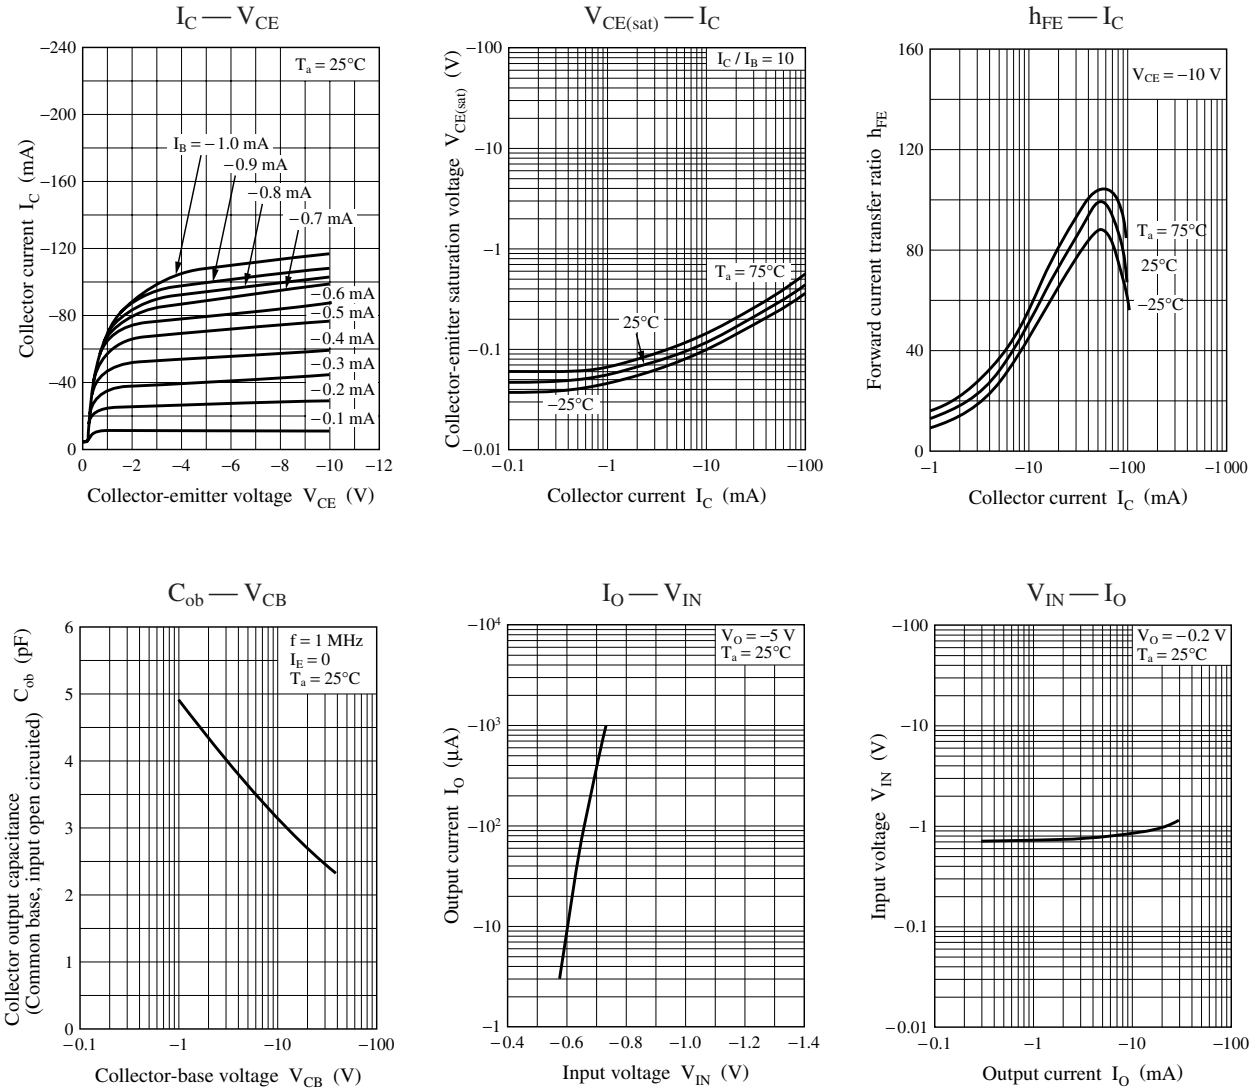 I_C — V_CE
−240
−200
−160
−120
−80
−40
0
0 −2 −4 −6 −8 −10 −12
T_a = 25°C
I_B = −1.0 mA
−0.9 mA
−0.8 mA
−0.7 mA
−0.6 mA
−0.5 mA
−0.4 mA
−0.3 mA
−0.2 mA
−0.1 mA
Collector current I_C (mA)
Collector-emitter voltage V_CE (V)
V_CE(sat) — I_C
−100
−10
−1
−0.1
−0.01
−0.1 −1 −10 −100
I_C / I_B = 10
T_a = 75°C
25°C
−25°C
Collector-emitter saturation voltage V_CE(sat) (V)
Collector current I_C (mA)
h_FE — I_C
160
120
80
40
0
−1 −10 −100 −1 000
V_CE = −10 V
T_a = 75°C
25°C
−25°C
Forward current transfer ratio h_FE
Collector current I_C (mA)
C_ob — V_CB
6
5
4
3
2
1
0
−0.1 −1 −10 −100
f = 1 MHz
I_E = 0
T_a = 25°C
Collector output capacitance
(Common base, input open circuited) C_ob (pF)
Collector-base voltage V_CB (V)
I_O — V_IN
−10⁴
−10³
−10²
−10
−1
−0.4 −0.6 −0.8 −1.0 −1.2 −1.4
V_O = −5 V
T_a = 25°C
Output current I_O (μA)
Input voltage V_IN (V)
V_IN — I_O
−100
−10
−1
−0.1
−0.01
−0.1 −1 −10 −100
V_O = −0.2 V
T_a = 25°C
Input voltage V_IN (V)
Output current I_O (mA)